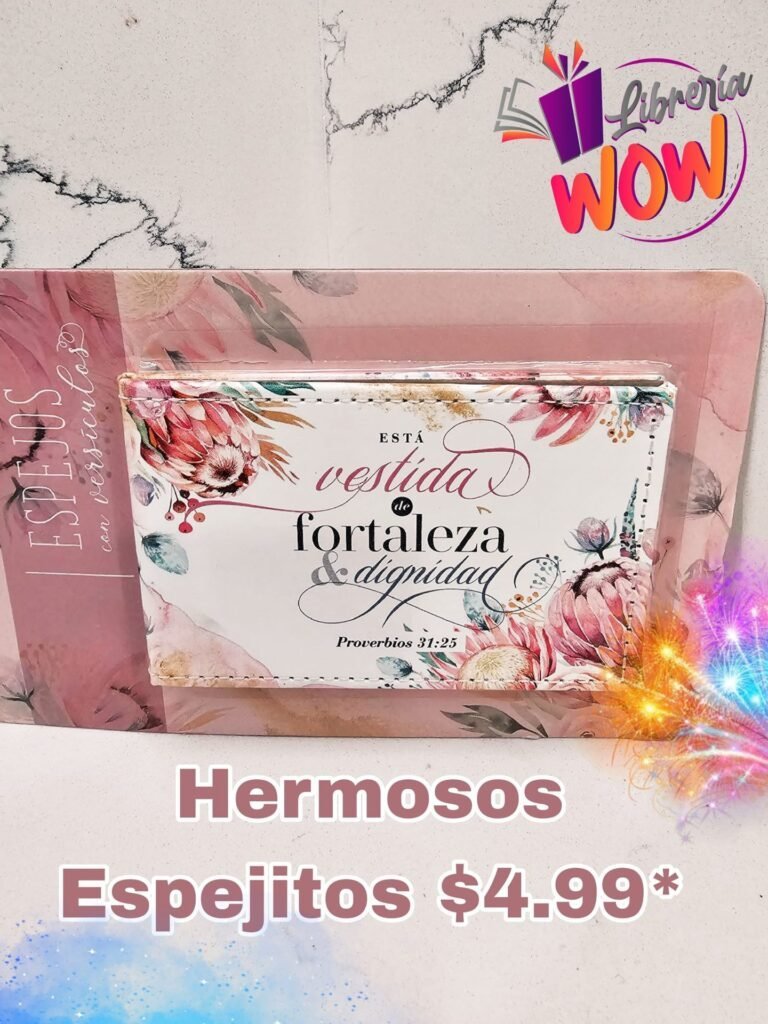 Librería
WOW
ESPEJOS
con versículos
ESTÁ
vestida
de
fortaleza
& dignidad
Proverbios 31:25
Hermosos
Espejitos $4.99*